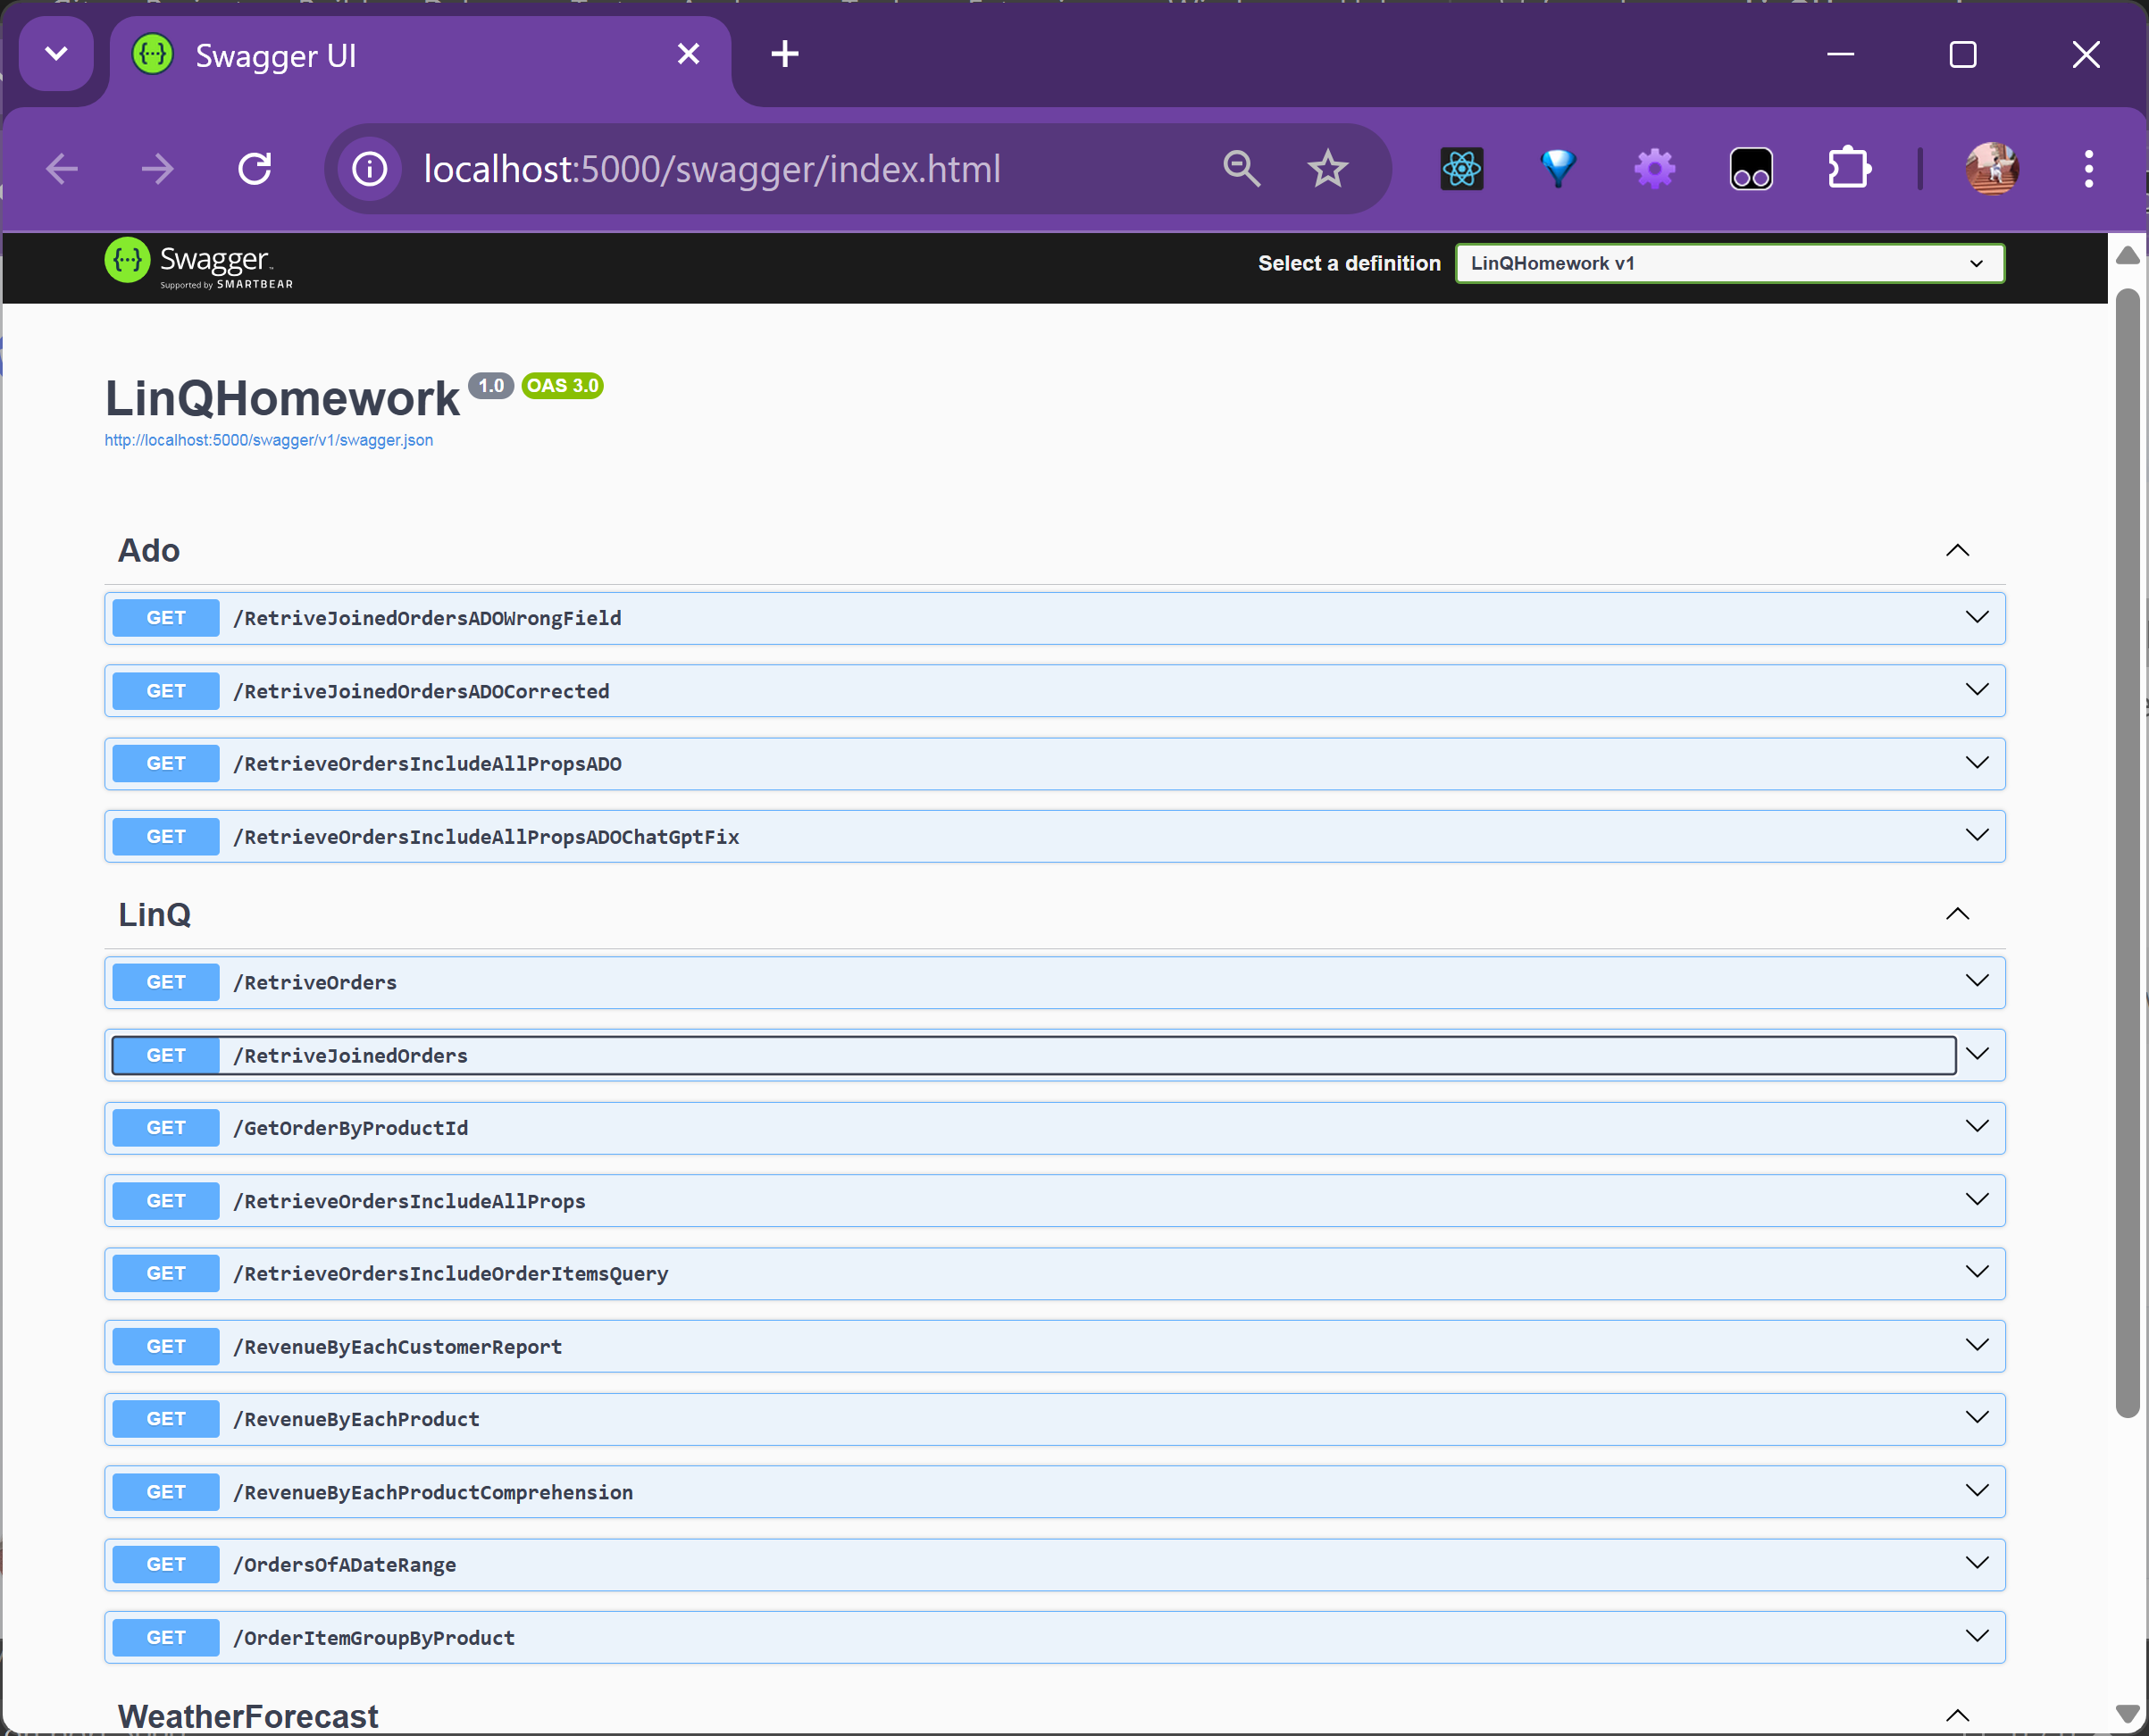 Swagger UI
localhost:5000/swagger/index.html
Swagger
Supported by SMARTBEAR
Select a definition
LinQHomework v1
LinQHomework 1.0 OAS 3.0
http://localhost:5000/swagger/v1/swagger.json
Ado
GET /RetriveJoinedOrdersADOWrongField
GET /RetriveJoinedOrdersADOCorrected
GET /RetrieveOrdersIncludeAllPropsADO
GET /RetrieveOrdersIncludeAllPropsADOChatGptFix
LinQ
GET /RetriveOrders
GET /RetriveJoinedOrders
GET /GetOrderByProductId
GET /RetrieveOrdersIncludeAllProps
GET /RetrieveOrdersIncludeOrderItemsQuery
GET /RevenueByEachCustomerReport
GET /RevenueByEachProduct
GET /RevenueByEachProductComprehension
GET /OrdersOfADateRange
GET /OrderItemGroupByProduct
WeatherForecast